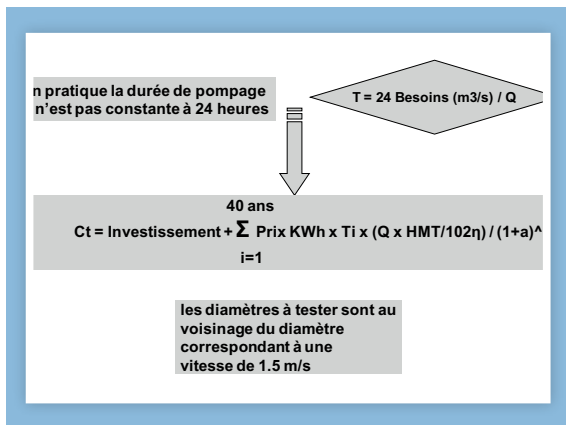 n pratique la durée de pompage
n'est pas constante à 24 heures
T = 24 Besoins (m3/s) / Q
40 ans
Ct = Investissement + Σ Prix KWh x Ti x (Q x HMT/102η) / (1+a)^
i=1
les diamètres à tester sont au
voisinage du diamètre
correspondant à une
vitesse de 1.5 m/s